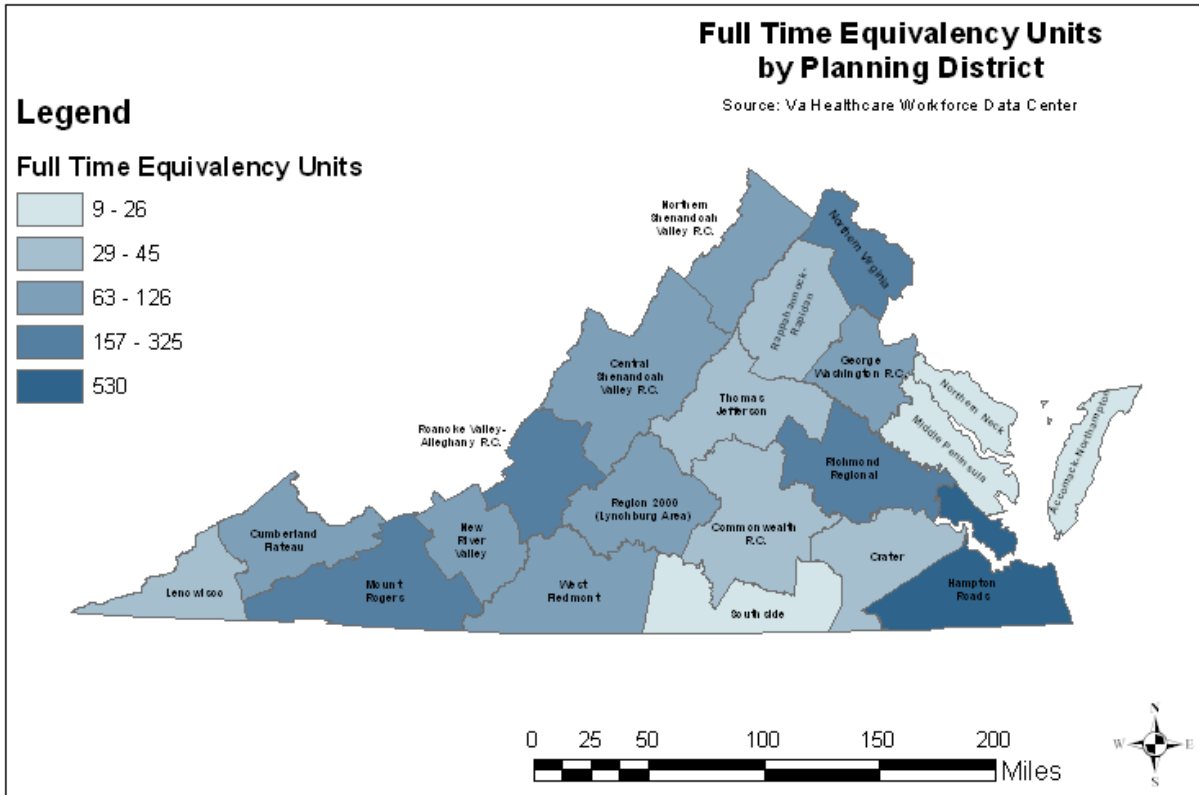 Full Time Equivalency Units
by Planning District
Source: Va Healthcare Workforce Data Center
Legend
Full Time Equivalency Units
9 - 26
29 - 45
63 - 126
157 - 325
530
Northern
Shenandoah
Valley R.C.
Northern Virginia
Rappahannock-
Rapidan
Central
Shenandoah
Valley R.C.
George
Washington R.C.
Thomas
Jefferson
Northern Neck
Middle Peninsula
Accomack-Northampton
Roanoke Valley-
Alleghany R.C.
Richmond
Regional
Region 2000
(Lynchburg Area)
Commonwealth
R.C.
Cumberland
Plateau
New
River
Valley
Crater
Lenowisco
Mount
Rogers
West
Piedmont
Southside
Hampton
Roads
0 25 50 100 150 200
Miles
N
W E
S